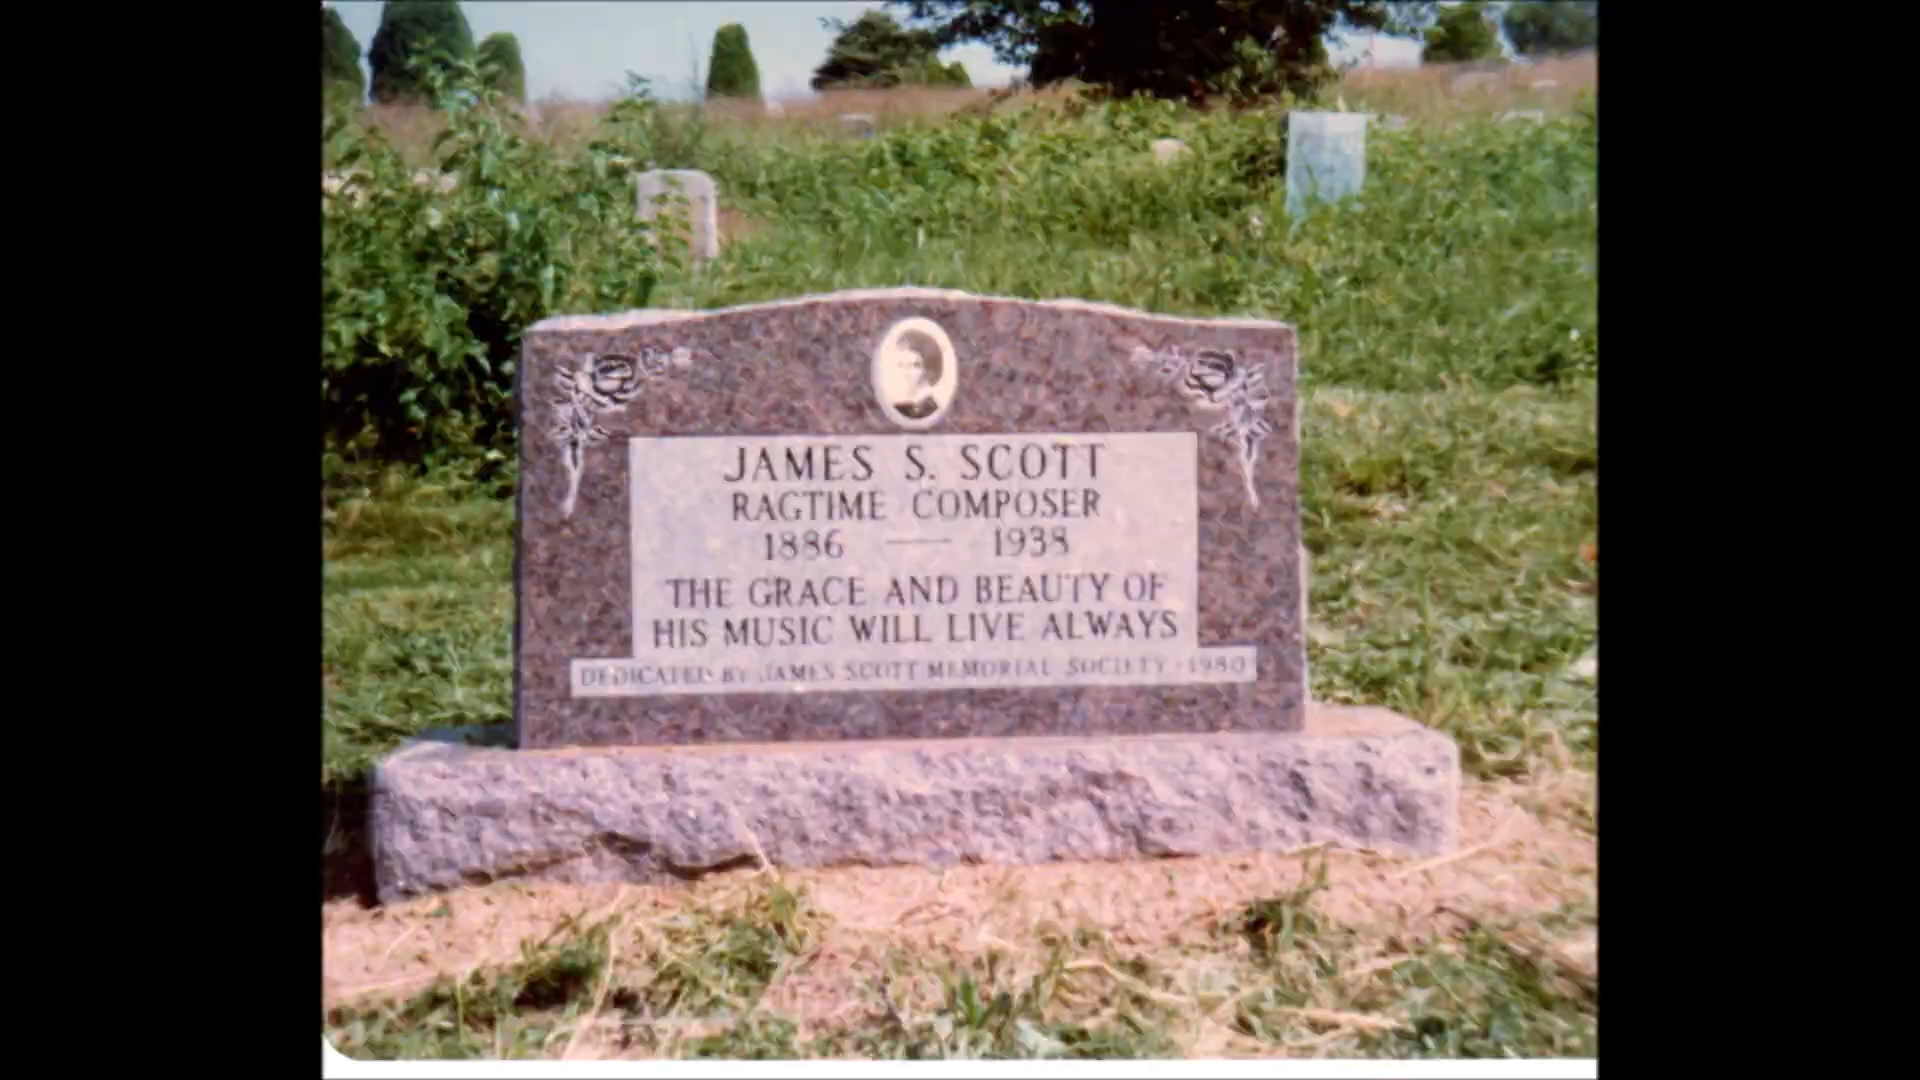 JAMES S. SCOTT
RAGTIME COMPOSER
1886 — 1938
THE GRACE AND BEAUTY OF
HIS MUSIC WILL LIVE ALWAYS
DEDICATED BY JAMES SCOTT MEMORIAL SOCIETY - 1980